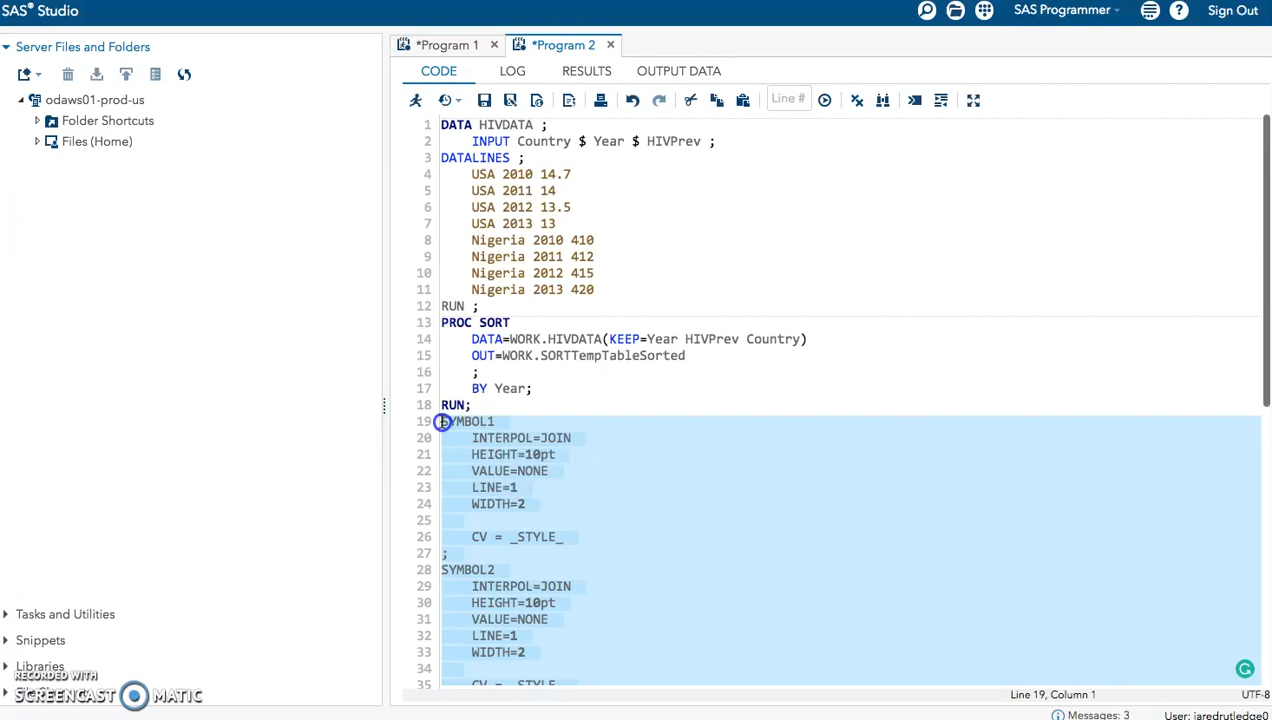 SAS® Studio
SAS Programmer
Sign Out
Server Files and Folders
*Program 1
*Program 2
CODE LOG RESULTS OUTPUT DATA
Line #
odaws01-prod-us
Folder Shortcuts
Files (Home)
1 DATA HIVDATA ;
2 INPUT Country $ Year $ HIVPrev ;
3 DATALINES ;
4 USA 2010 14.7
5 USA 2011 14
6 USA 2012 13.5
7 USA 2013 13
8 Nigeria 2010 410
9 Nigeria 2011 412
10 Nigeria 2012 415
11 Nigeria 2013 420
12 RUN ;
13 PROC SORT
14 DATA=WORK.HIVDATA(KEEP=Year HIVPrev Country)
15 OUT=WORK.SORTTempTableSorted
16 ;
17 BY Year;
18 RUN;
19 SYMBOL1
20 INTERPOL=JOIN
21 HEIGHT=10pt
22 VALUE=NONE
23 LINE=1
24 WIDTH=2
25
26 CV = _STYLE_
27 ;
28 SYMBOL2
29 INTERPOL=JOIN
30 HEIGHT=10pt
31 VALUE=NONE
32 LINE=1
33 WIDTH=2
34
35 CV = _STYLE_
Tasks and Utilities
Snippets
Libraries
RECORDED WITH
SCREENCAST MATIC
Line 19, Column 1
UTF-8
Messages: 3
User: jaredrutledge0